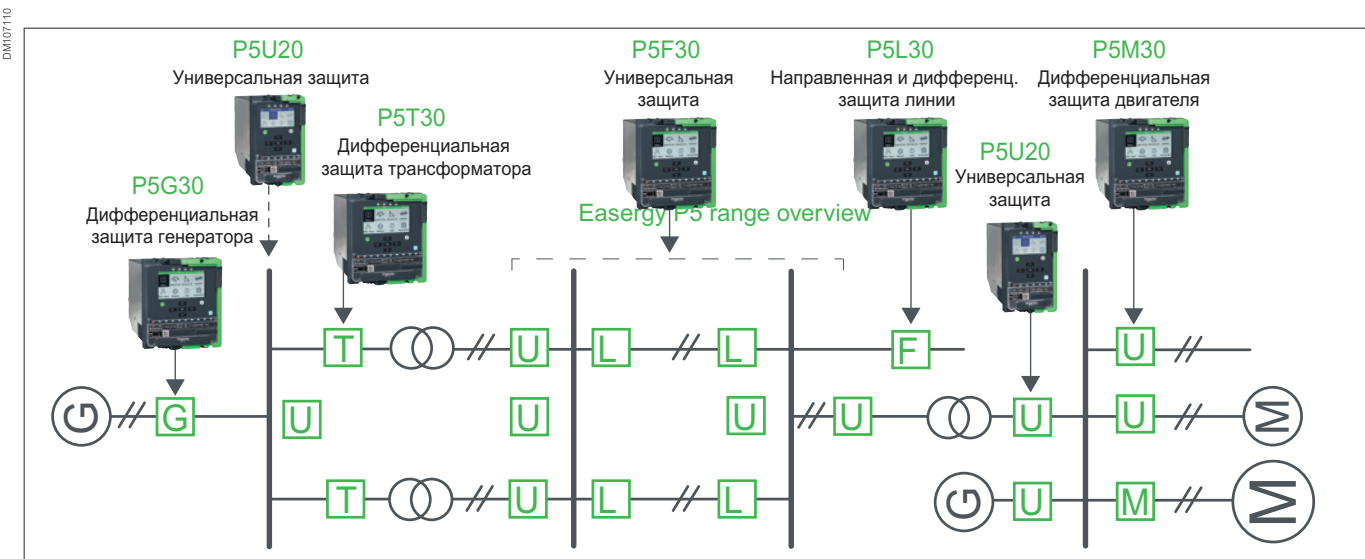 DM107110
P5U20
Универсальная защита
P5F30
Универсальная
защита
P5L30
Направленная и дифференц.
защита линии
P5M30
Дифференциальная
защита двигателя
P5T30
Дифференциальная
защита трансформатора
P5U20
Универсальная
защита
P5G30
Дифференциальная
защита генератора
Easergy P5 range overview
T U L L F U
G G U U U U U U M
T U L L G U M M